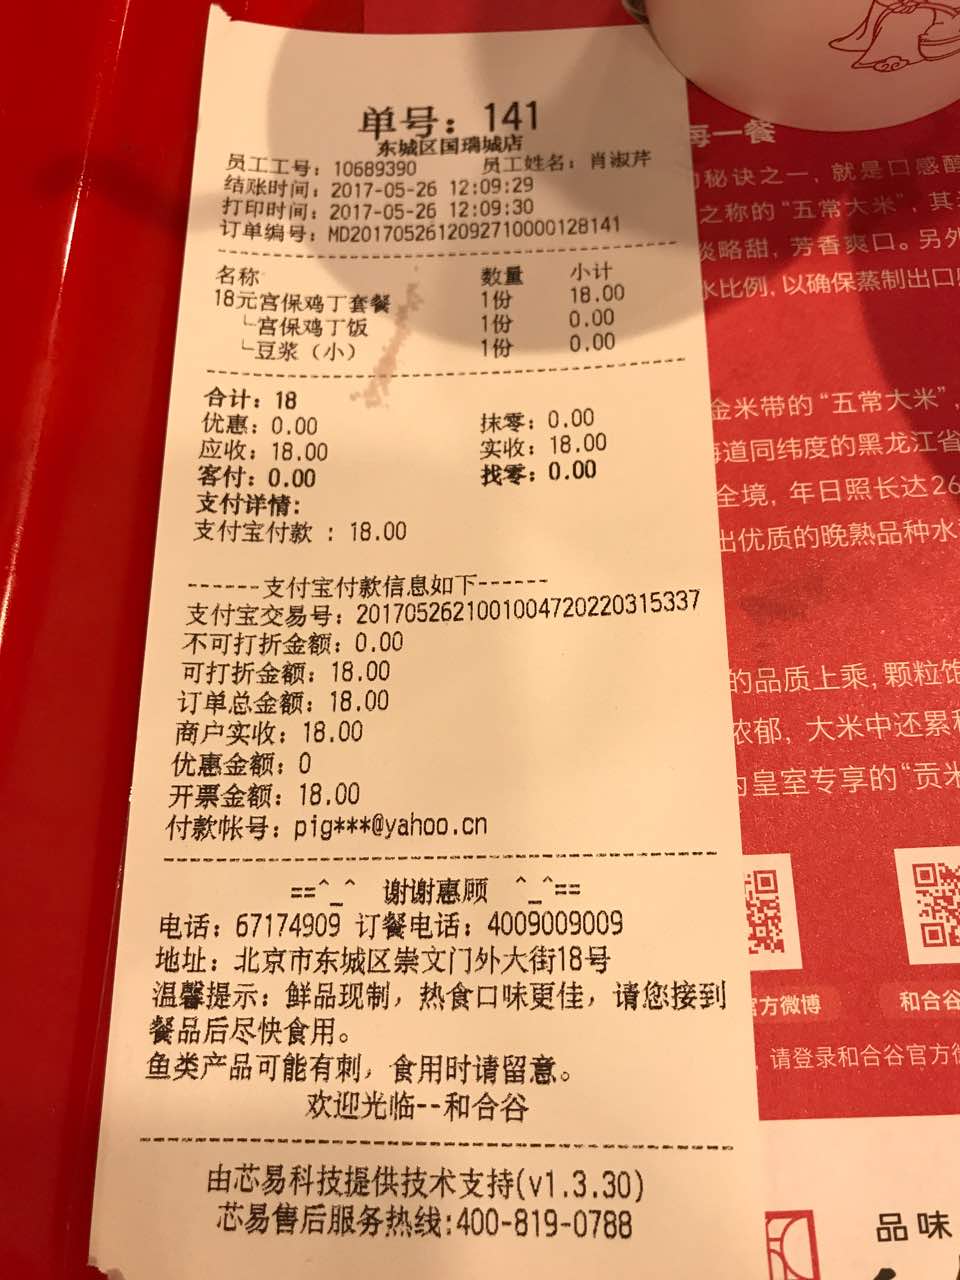 单号：141
东城区国瑞城店
员工工号：10689390 员工姓名：肖淑芹
结账时间：2017-05-26 12:09:29
打印时间：2017-05-26 12:09:30
订单编号：MD2017052612092710000128141
名称 数量 小计
18元宫保鸡丁套餐 1份 18.00
└宫保鸡丁饭 1份 0.00
└豆浆（小） 1份 0.00
合计：18
优惠：0.00 抹零：0.00
应收：18.00 实收：18.00
客付：0.00 找零：0.00
支付详情：
支付宝付款 : 18.00
------支付宝付款信息如下------
支付宝交易号：2017052621001004720220315337
不可打折金额：0.00
可打折金额：18.00
订单总金额：18.00
商户实收：18.00
优惠金额：0
开票金额：18.00
付款帐号：pig***@yahoo.cn
==^_^ 谢谢惠顾 ^_^==
电话：67174909 订餐电话：4009009009
地址：北京市东城区崇文门外大街18号
温馨提示：鲜品现制，热食口味更佳，请您接到
餐品后尽快食用。
鱼类产品可能有刺，食用时请留意。
欢迎光临--和合谷
由芯易科技提供技术支持(v1.3.30)
芯易售后服务热线:400-819-0788
每一餐
秘诀之一，就是口感醇
之称的“五常大米”，其
淡略甜，芳香爽口。另外
水比例，以确保蒸制出口
金米带的“五常大米”，
海道同纬度的黑龙江省
全境，年日照长达26
出优质的晚熟品种水
的品质上乘，颗粒饱
浓郁，大米中还累积
为皇室专享的“贡米
官方微博 和合谷
请登录和合谷官方微
品味